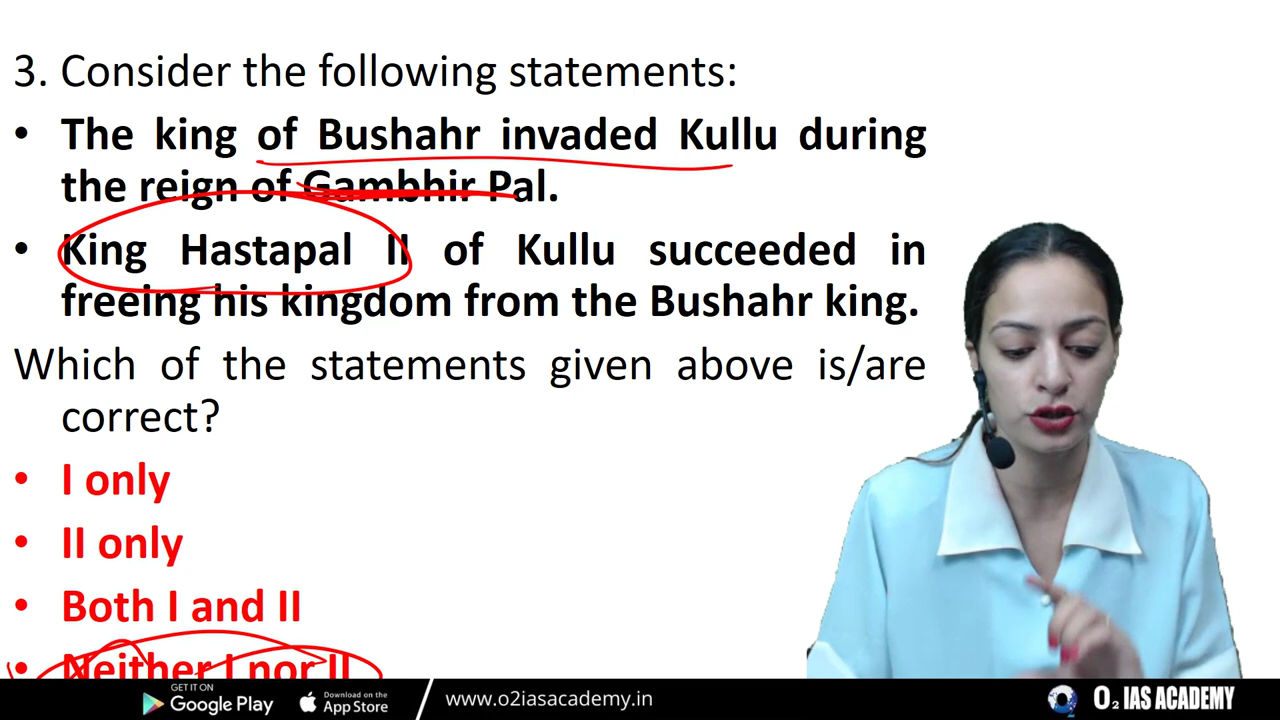 3. Consider the following statements:
• The king of Bushahr invaded Kullu during
the reign of Gambhir Pal.
• King Hastapal II of Kullu succeeded in
freeing his kingdom from the Bushahr king.
Which of the statements given above is/are
correct?
• I only
• II only
• Both I and II
• Neither I nor II
GET IT ON
Google Play
Download on the
App Store
www.o2iasacademy.in
O₂ IAS ACADEMY